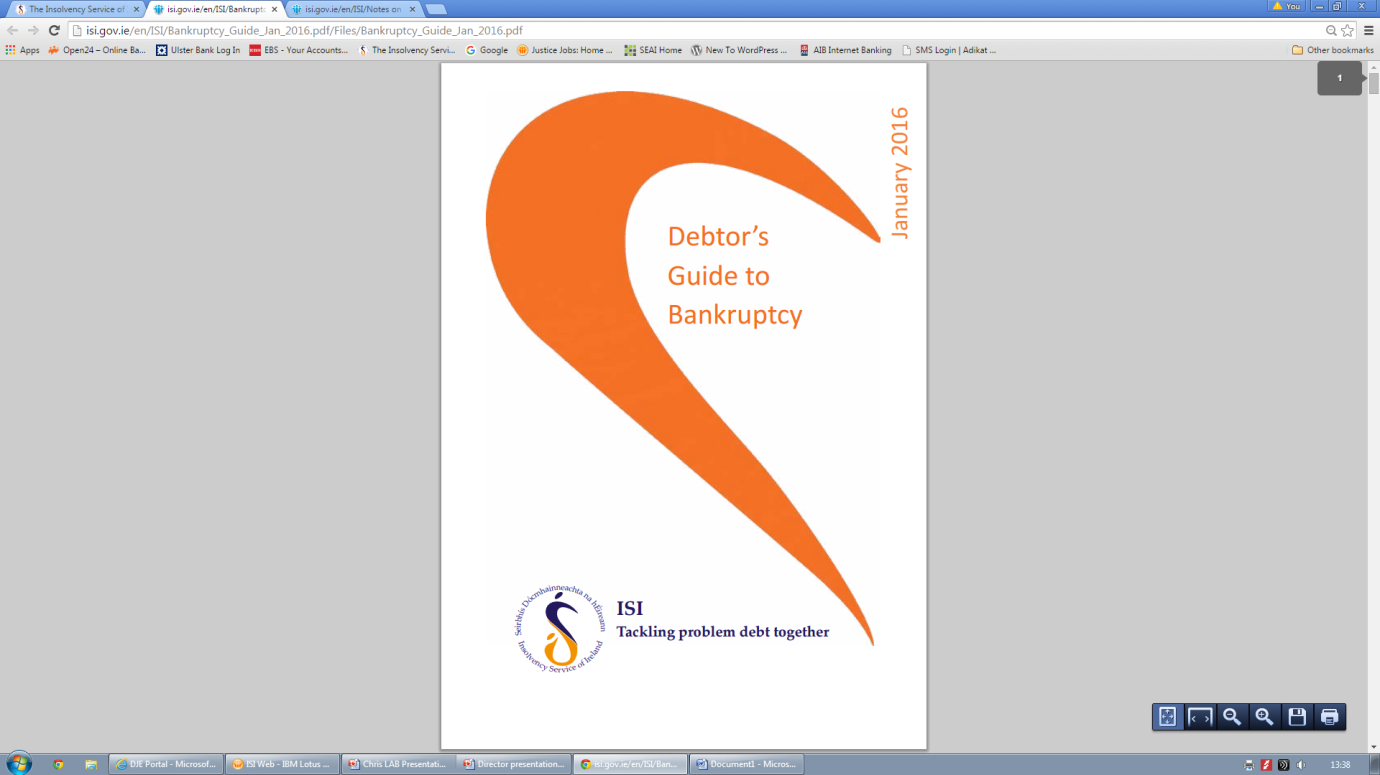 The Insolvency Service of
isi.gov.ie/en/ISI/Bankrupt
isi.gov.ie/en/ISI/Notes on
You
isi.gov.ie/en/ISI/Bankruptcy_Guide_Jan_2016.pdf/Files/Bankruptcy_Guide_Jan_2016.pdf
Apps
Open24 – Online Ba...
Ulster Bank Log In
EBS - Your Accounts...
The Insolvency Servi...
Google
Justice Jobs: Home ...
SEAI Home
New To WordPress ...
AIB Internet Banking
SMS Login | Adikat ...
Other bookmarks
1
January 2016
Debtor's
Guide to
Bankruptcy
Seirbhís Dócmhainneachta na hÉireann
Insolvency Service of Ireland
ISI
Tackling problem debt together
DJE Portal - Microsof...
ISI Web - IBM Lotus ...
Chris LAB Presentati...
Director presentation...
isi.gov.ie/en/ISI/Ban...
Document1 - Micros...
13:38